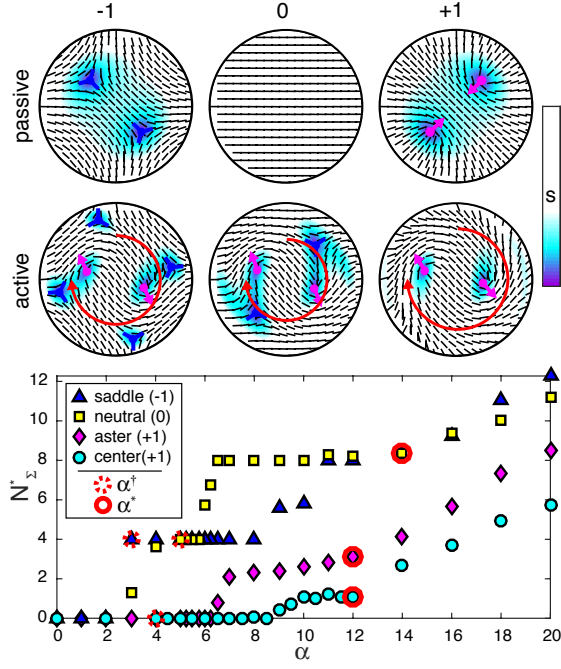 -1 0 +1
passive
active
S
12
10
8
6
4
2
0
N*Σ
saddle (-1)
neutral (0)
aster (+1)
center(+1)
α†
α*
0 2 4 6 8 10 12 14 16 18 20
α